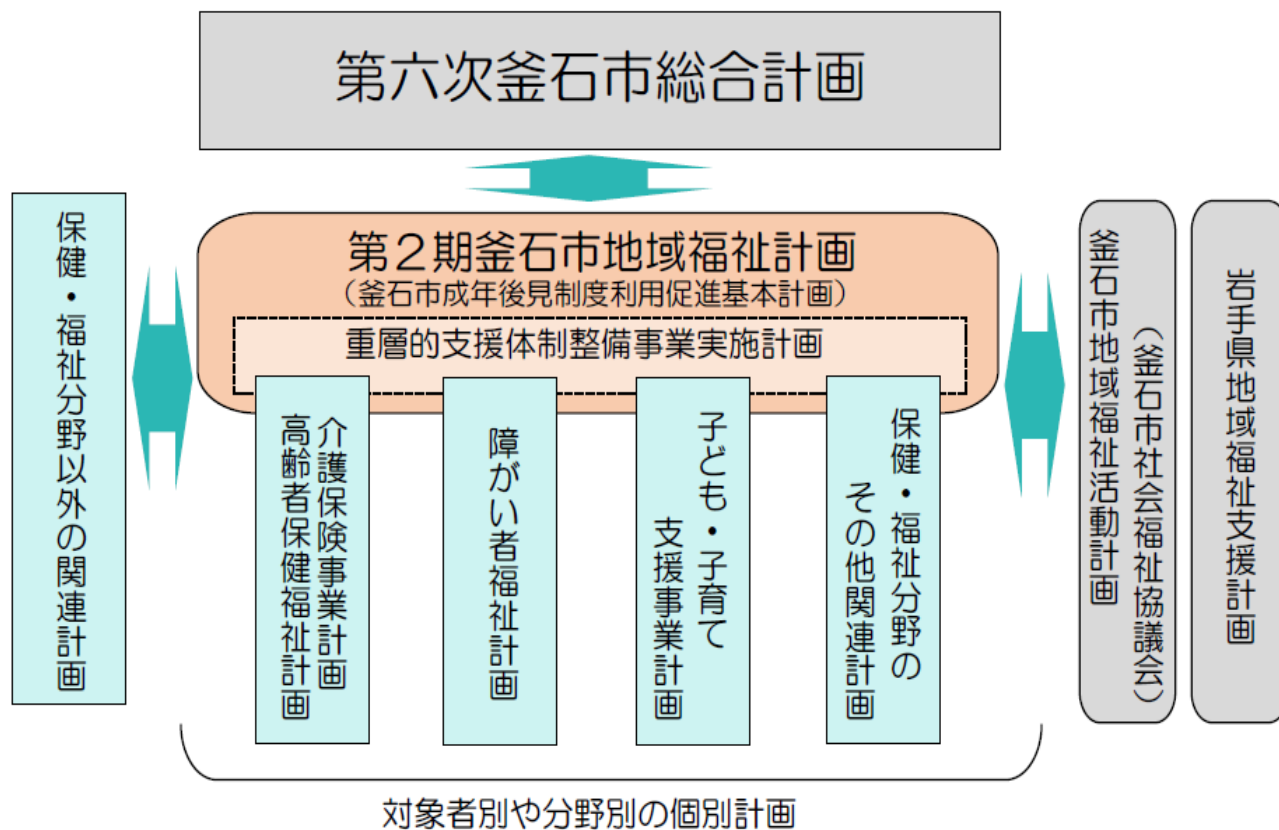 第六次釜石市総合計画
保健・福祉分野以外の関連計画
第２期釜石市地域福祉計画
（釜石市成年後見制度利用促進基本計画）
重層的支援体制整備事業実施計画
介護保険事業計画
高齢者保健福祉計画
障がい者福祉計画
子ども・子育て
支援事業計画
保健・福祉分野の
その他関連計画
（釜石市社会福祉協議会）
釜石市地域福祉活動計画
岩手県地域福祉支援計画
対象者別や分野別の個別計画